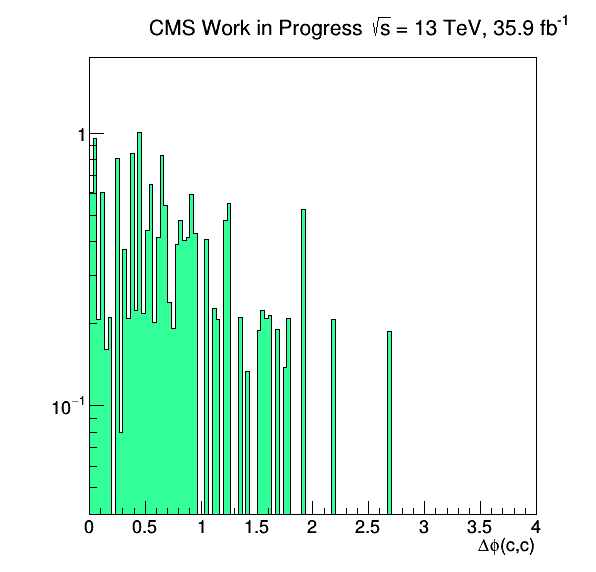 CMS Work in Progress √s = 13 TeV, 35.9 fb⁻¹
1
10⁻¹
0 0.5 1 1.5 2 2.5 3 3.5 4
Δϕ(c,c)